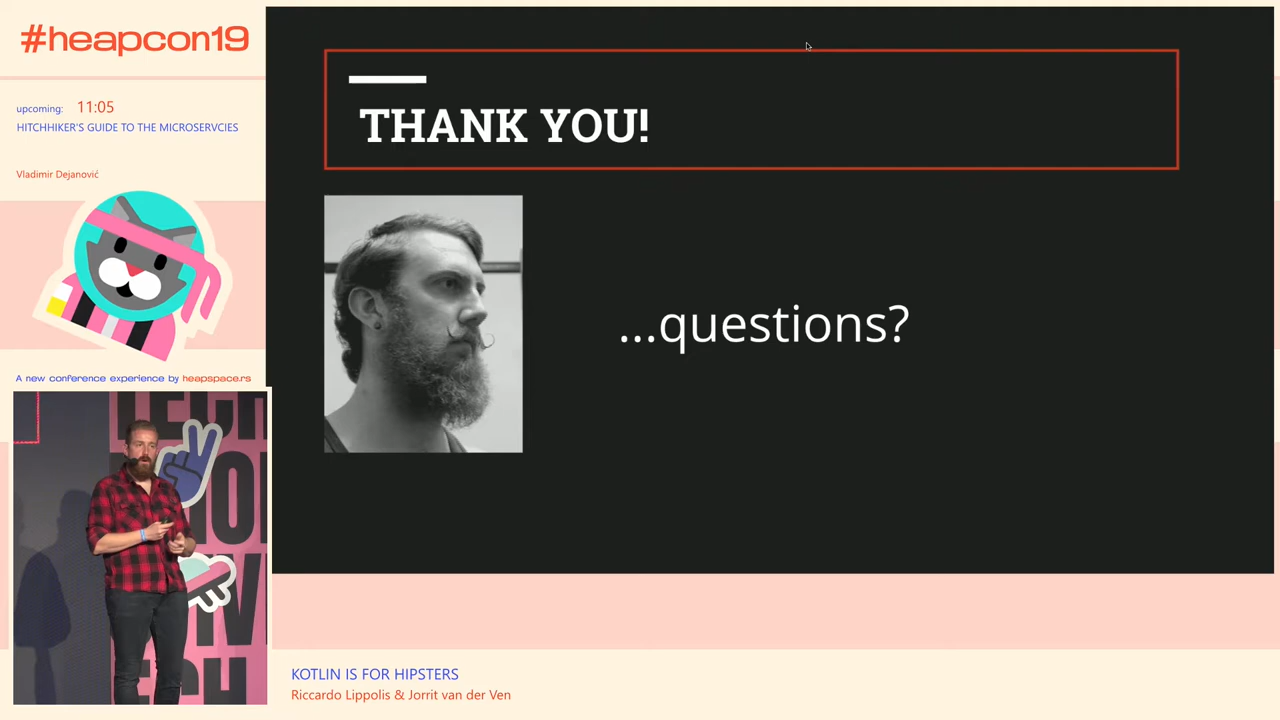 #heapcon19
upcoming: 11:05
HITCHHIKER'S GUIDE TO THE MICROSERVCIES
Vladimir Dejanović
A new conference experience by heapspace.rs
THANK YOU!
...questions?
KOTLIN IS FOR HIPSTERS
Riccardo Lippolis & Jorrit van der Ven